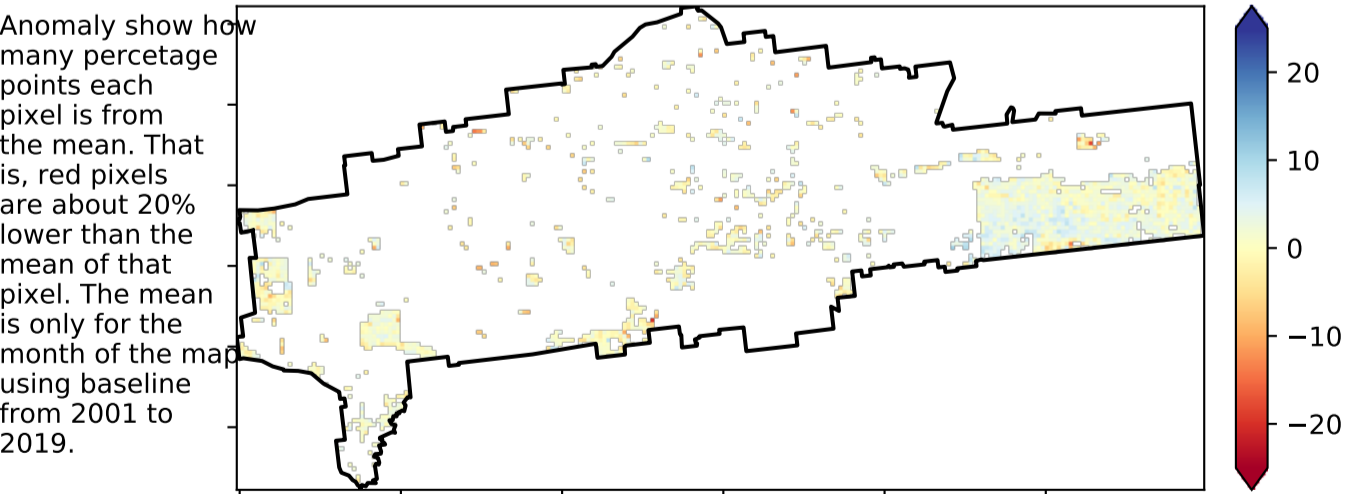 Anomaly show how
many percetage
points each
pixel is from
the mean. That
is, red pixels
are about 20%
lower than the
mean of that
pixel. The mean
is only for the
month of the map
using baseline
from 2001 to
2019.
20
10
0
−10
−20